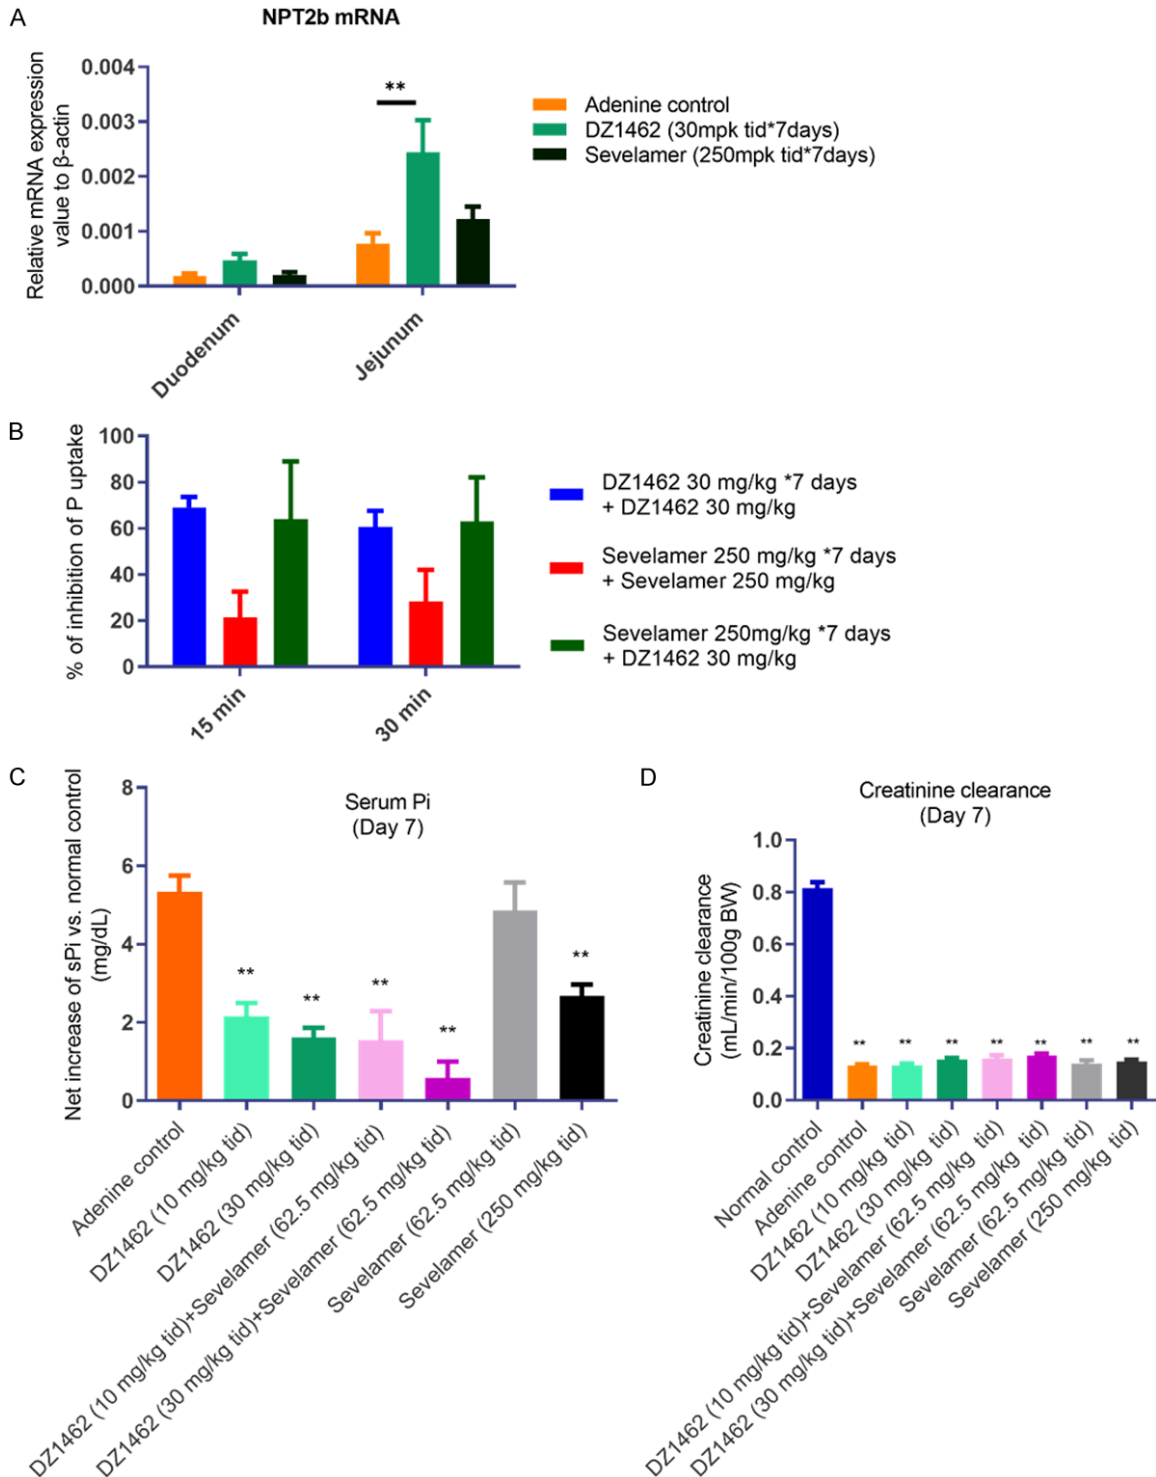 A
NPT2b mRNA
Relative mRNA expression
value to β-actin
0.004
0.003
0.002
0.001
0.000
**
Duodenum
Jejunum
Adenine control
DZ1462 (30mpk tid*7days)
Sevelamer (250mpk tid*7days)
B
% of inhibition of P uptake
100
80
60
40
20
0
15 min
30 min
DZ1462 30 mg/kg *7 days
+ DZ1462 30 mg/kg
Sevelamer 250 mg/kg *7 days
+ Sevelamer 250 mg/kg
Sevelamer 250mg/kg *7 days
+ DZ1462 30 mg/kg
C
Serum Pi
(Day 7)
Net increase of sPi vs. normal control
(mg/dL)
8
6
4
2
0
**
**
**
**
**
Adenine control
DZ1462 (10 mg/kg tid)
DZ1462 (30 mg/kg tid)
DZ1462 (10 mg/kg tid)+Sevelamer (62.5 mg/kg tid)
DZ1462 (30 mg/kg tid)+Sevelamer (62.5 mg/kg tid)
Sevelamer (62.5 mg/kg tid)
Sevelamer (250 mg/kg tid)
D
Creatinine clearance
(Day 7)
Creatinine clearance
(mL/min/100g BW)
1.0
0.8
0.6
0.4
0.2
0.0
**
**
**
**
**
**
**
Normal control
Adenine control
DZ1462 (10 mg/kg tid)
DZ1462 (30 mg/kg tid)
DZ1462 (10 mg/kg tid)+Sevelamer (62.5 mg/kg tid)
DZ1462 (30 mg/kg tid)+Sevelamer (62.5 mg/kg tid)
Sevelamer (62.5 mg/kg tid)
Sevelamer (250 mg/kg tid)